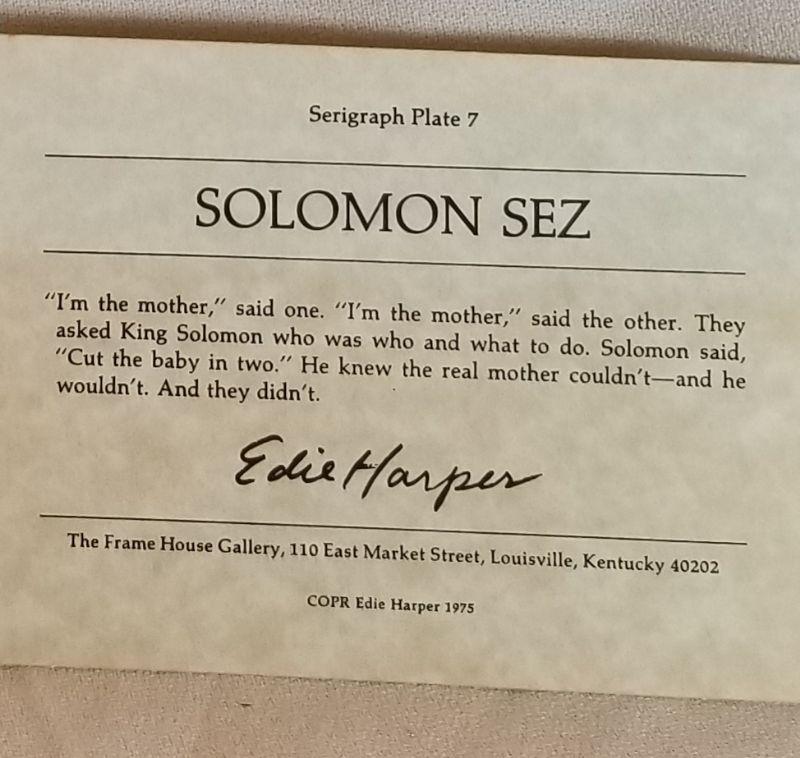 Serigraph Plate 7
SOLOMON SEZ
“I’m the mother,” said one. “I’m the mother,” said the other. They
asked King Solomon who was who and what to do. Solomon said,
“Cut the baby in two.” He knew the real mother couldn’t—and he
wouldn’t. And they didn’t.
Edie Harper
The Frame House Gallery, 110 East Market Street, Louisville, Kentucky 40202
COPR Edie Harper 1975